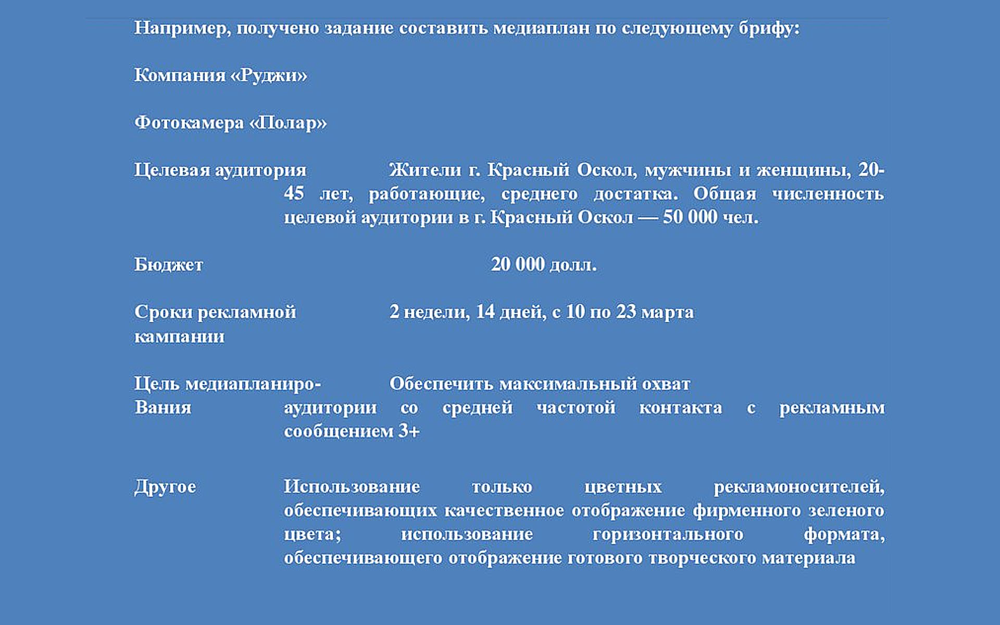 Например, получено задание составить медиаплан по следующему брифу:
Компания «Руджи»
Фотокамера «Полар»
Целевая аудитория Жители г. Красный Оскол, мужчины и женщины, 20-
45 лет, работающие, среднего достатка. Общая численность
целевой аудитории в г. Красный Оскол — 50 000 чел.
Бюджет 20 000 долл.
Сроки рекламной 2 недели, 14 дней, с 10 по 23 марта
кампании
Цель медиапланиро- Обеспечить максимальный охват
Вания аудитории со средней частотой контакта с рекламным
сообщением 3+
Другое Использование только цветных рекламоносителей,
обеспечивающих качественное отображение фирменного зеленого
цвета; использование горизонтального формата,
обеспечивающего отображение готового творческого материала